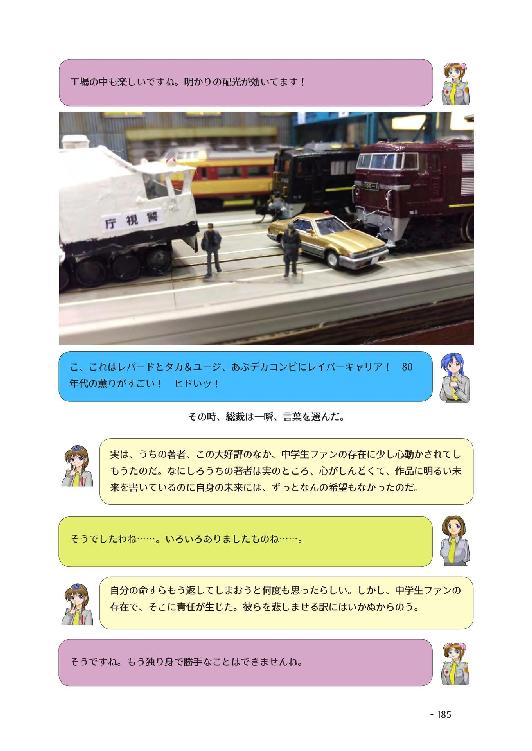 工場の中も楽しいですね。明かりの配光が効いてます！
庁視警
こ、これはレパードとタカ＆ユージ、あぶデカコンビにレイバーキャリア！　80
年代の薫りがすごい！　ヒドいッ！
その時、総裁は一瞬、言葉を選んだ。
実は、うちの著者、この大好評のなか、中学生ファンの存在に少し心動かされてし
もうたのだ。なにしろうちの著者は実のところ、心がしんどくて、作品に明るい未
来を書いているのに自身の未来には、ずっとなんの希望もなかったのだ。
そうでしたわね……。いろいろありましたものね……。
自分の命すらもう返してしまおうと何度も思ったらしい。しかし、中学生ファンの
存在で、そこに責任が生じた。彼らを悲しませる訳にはいかぬからのう。
そうですね。もう独り身で勝手なことはできませんね。
- 185